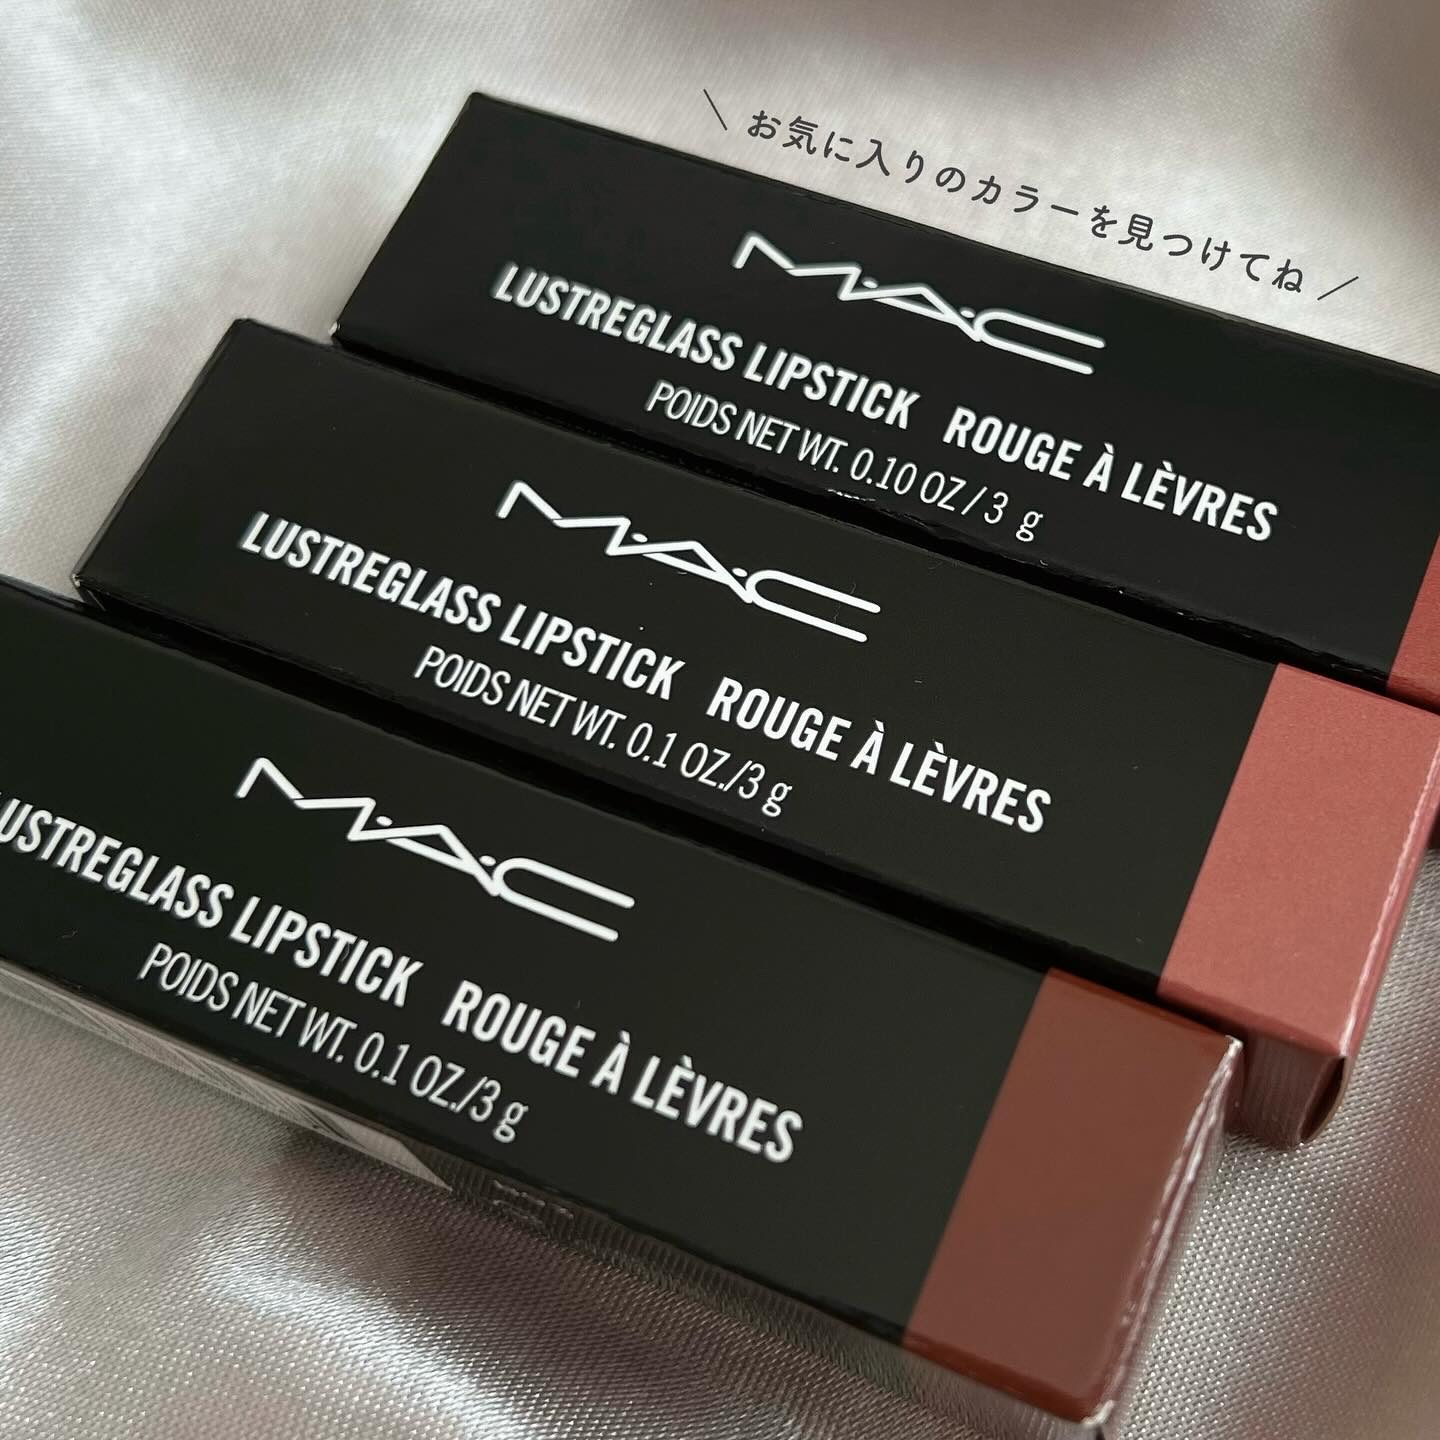 \ お気に入りのカラーを見つけてね /
M·A·C
LUSTREGLASS LIPSTICK ROUGE À LÈVRES
POIDS NET WT. 0.10 OZ / 3 g
M·A·C
LUSTREGLASS LIPSTICK ROUGE À LÈVRES
POIDS NET WT. 0.1 OZ./3 g
M·A·C
LUSTREGLASS LIPSTICK ROUGE À LÈVRES
POIDS NET WT. 0.1 OZ./3 g